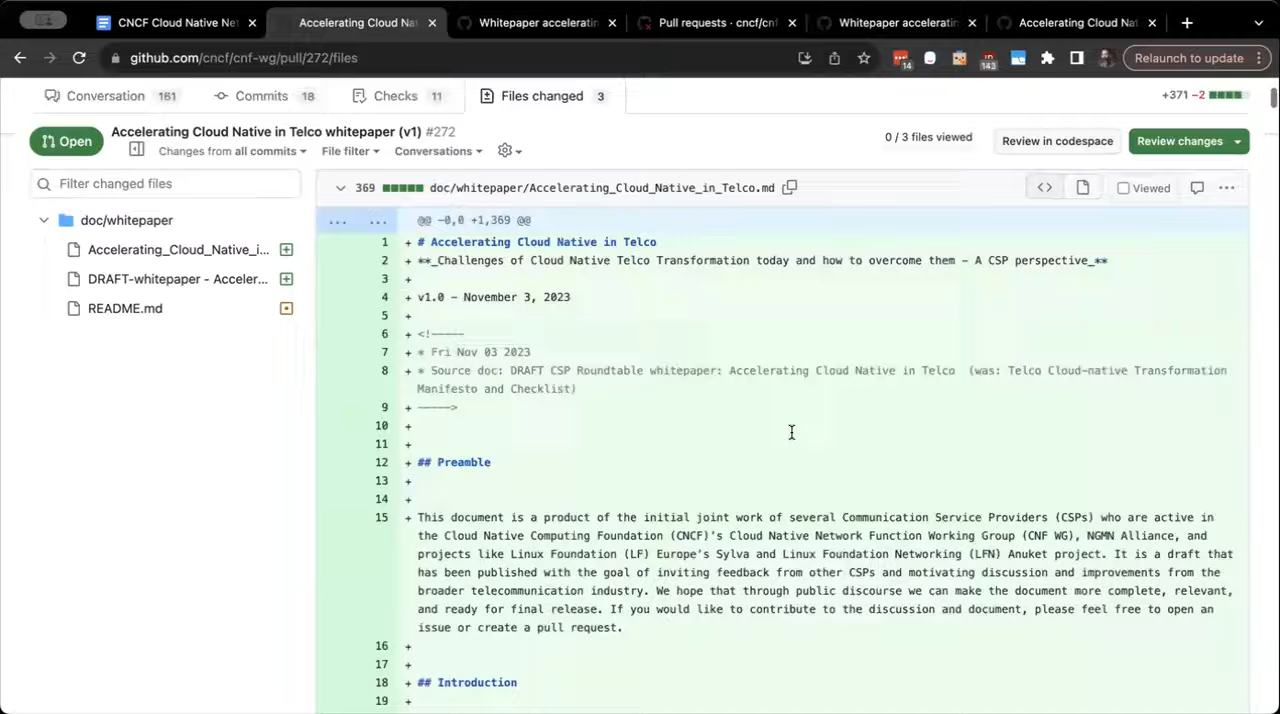 CNCF Cloud Native Net
Accelerating Cloud Nat
Whitepaper acceleratin
Pull requests · cncf/cnf
Whitepaper acceleratin
Accelerating Cloud Nat
github.com/cncf/cnf-wg/pull/272/files
14
143
Relaunch to update
Conversation 161
Commits 18
Checks 11
Files changed 3
+371 −2
Open
Accelerating Cloud Native in Telco whitepaper (v1) #272
Changes from all commits
File filter
Conversations
0 / 3 files viewed
Review in codespace
Review changes
Filter changed files
doc/whitepaper
Accelerating_Cloud_Native_i...
DRAFT-whitepaper - Acceler...
README.md
369 doc/whitepaper/Accelerating_Cloud_Native_in_Telco.md
Viewed
... ... @@ -0,0 +1,369 @@
1 + # Accelerating Cloud Native in Telco
2 + **_Challenges of Cloud Native Telco Transformation today and how to overcome them - A CSP perspective_**
3 +
4 + v1.0 - November 3, 2023
5 +
6 + <!-----
7 + * Fri Nov 03 2023
8 + * Source doc: DRAFT CSP Roundtable whitepaper: Accelerating Cloud Native in Telco (was: Telco Cloud-native Transformation
Manifesto and Checklist)
9 + ----->
10 +
11 +
12 + ## Preamble
13 +
14 +
15 + This document is a product of the initial joint work of several Communication Service Providers (CSPs) who are active in
the Cloud Native Computing Foundation (CNCF)'s Cloud Native Network Function Working Group (CNF WG), NGMN Alliance, and
projects like Linux Foundation (LF) Europe's Sylva and Linux Foundation Networking (LFN) Anuket project. It is a draft that
has been published with the goal of inviting feedback from other CSPs and motivating discussion and improvements from the
broader telecommunication industry. We hope that through public discourse we can make the document more complete, relevant,
and ready for final release. If you would like to contribute to the discussion and document, please feel free to open an
issue or create a pull request.
16 +
17 +
18 + ## Introduction
19 +